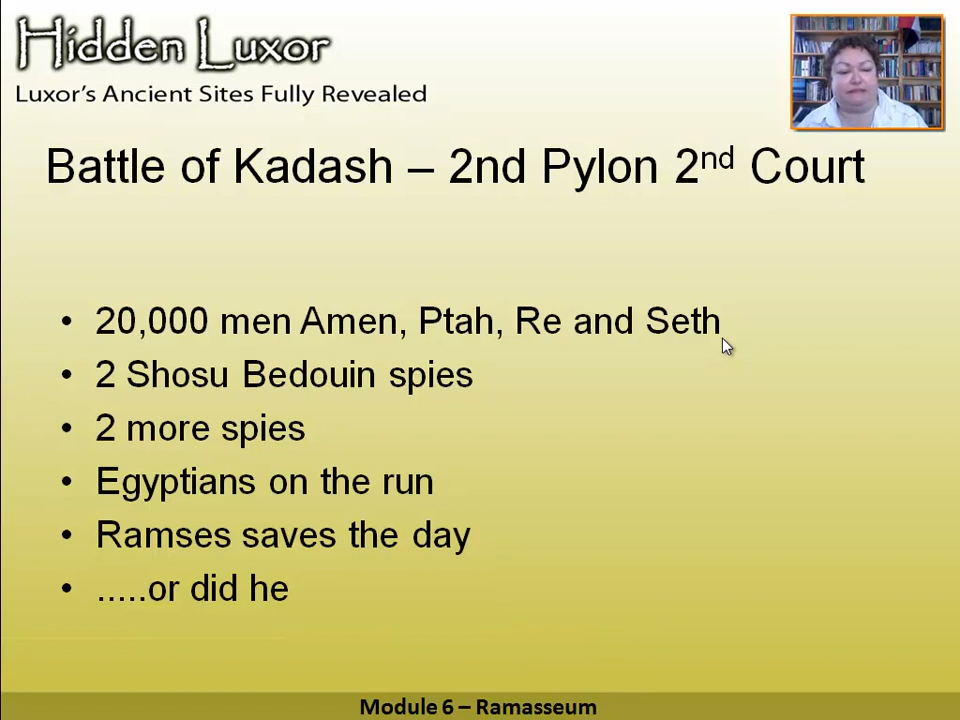 Hidden Luxor
Luxor's Ancient Sites Fully Revealed
Battle of Kadash – 2nd Pylon 2nd Court
• 20,000 men Amen, Ptah, Re and Seth
• 2 Shosu Bedouin spies
• 2 more spies
• Egyptians on the run
• Ramses saves the day
• .....or did he
Module 6 – Ramasseum